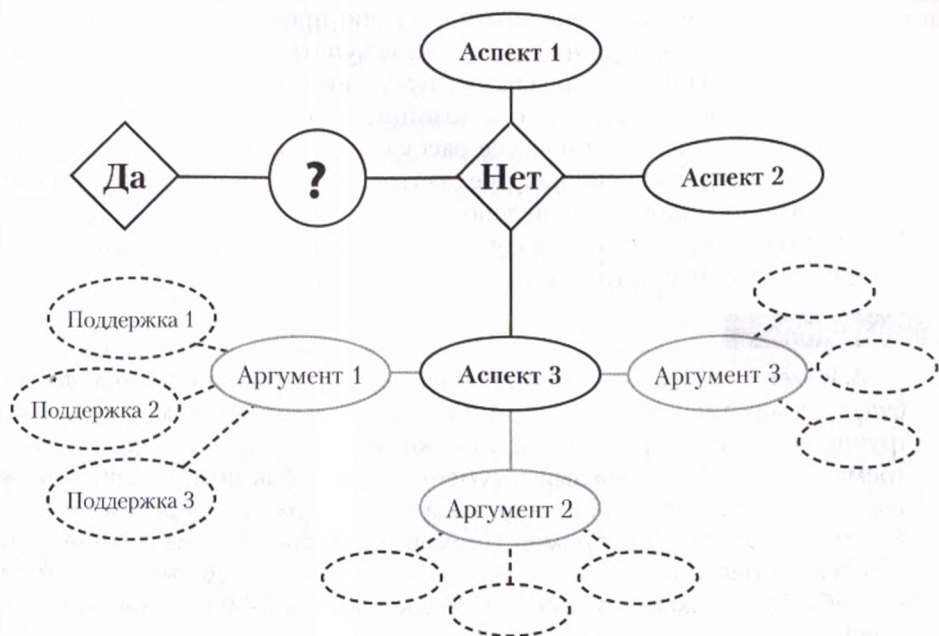 Аспект 1
Да
?
Нет
Аспект 2
Поддержка 1
Аргумент 1
Аспект 3
Аргумент 3
Поддержка 2
Поддержка 3
Аргумент 2